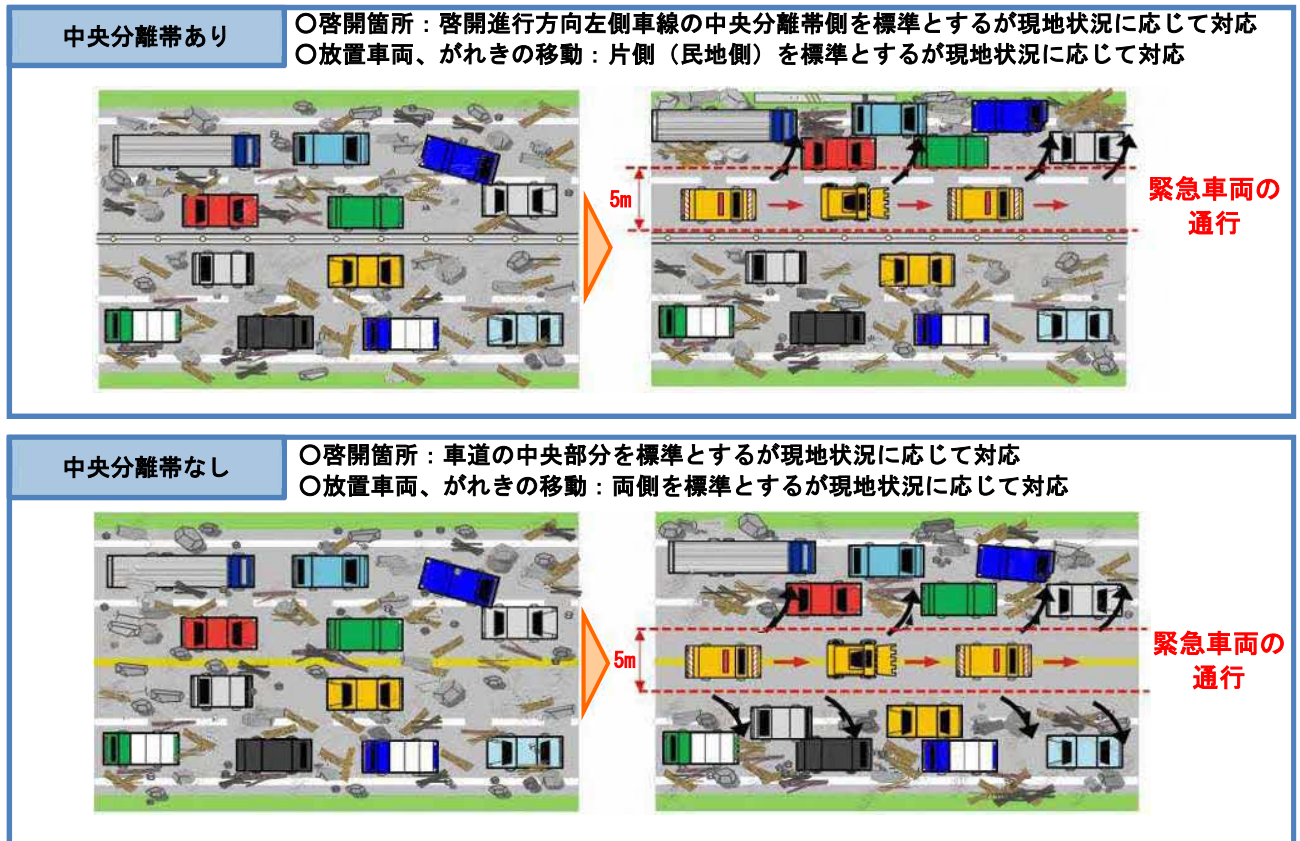 中央分離帯あり
〇啓開箇所：啓開進行方向左側車線の中央分離帯側を標準とするが現地状況に応じて対応
〇放置車両、がれきの移動：片側（民地側）を標準とするが現地状況に応じて対応
5m
緊急車両の
通行
中央分離帯なし
〇啓開箇所：車道の中央部分を標準とするが現地状況に応じて対応
〇放置車両、がれきの移動：両側を標準とするが現地状況に応じて対応
5m
緊急車両の
通行